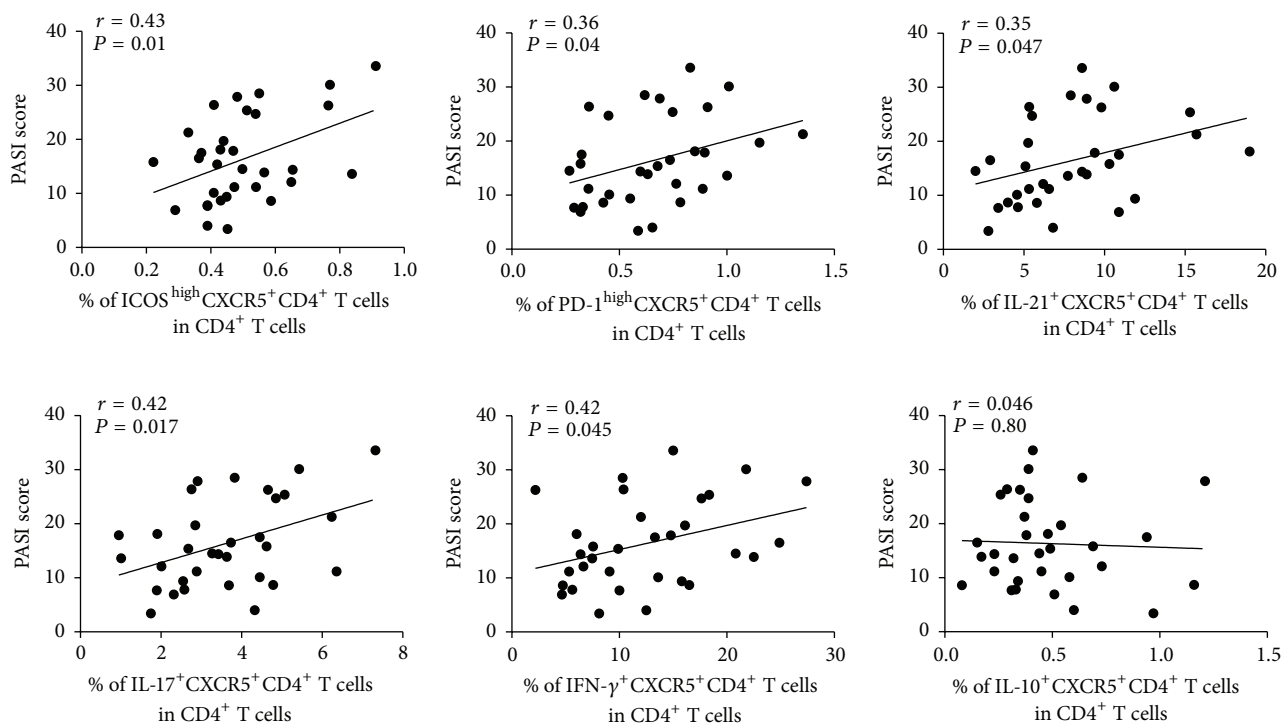 r = 0.43
P = 0.01
40
30
20
10
0
PASI score
0.0 0.2 0.4 0.6 0.8 1.0
% of ICOS^high CXCR5⁺CD4⁺ T cells
in CD4⁺ T cells
r = 0.36
P = 0.04
40
30
20
10
0
PASI score
0.0 0.5 1.0 1.5
% of PD-1^high CXCR5⁺CD4⁺ T cells
in CD4⁺ T cells
r = 0.35
P = 0.047
40
30
20
10
0
PASI score
0 5 10 15 20
% of IL-21⁺CXCR5⁺CD4⁺ T cells
in CD4⁺ T cells
r = 0.42
P = 0.017
40
30
20
10
0
PASI score
0 2 4 6 8
% of IL-17⁺CXCR5⁺CD4⁺ T cells
in CD4⁺ T cells
r = 0.42
P = 0.045
40
30
20
10
0
PASI score
0 10 20 30
% of IFN-γ⁺CXCR5⁺CD4⁺ T cells
in CD4⁺ T cells
r = 0.046
P = 0.80
40
30
20
10
0
PASI score
0.0 0.5 1.0 1.5
% of IL-10⁺CXCR5⁺CD4⁺ T cells
in CD4⁺ T cells